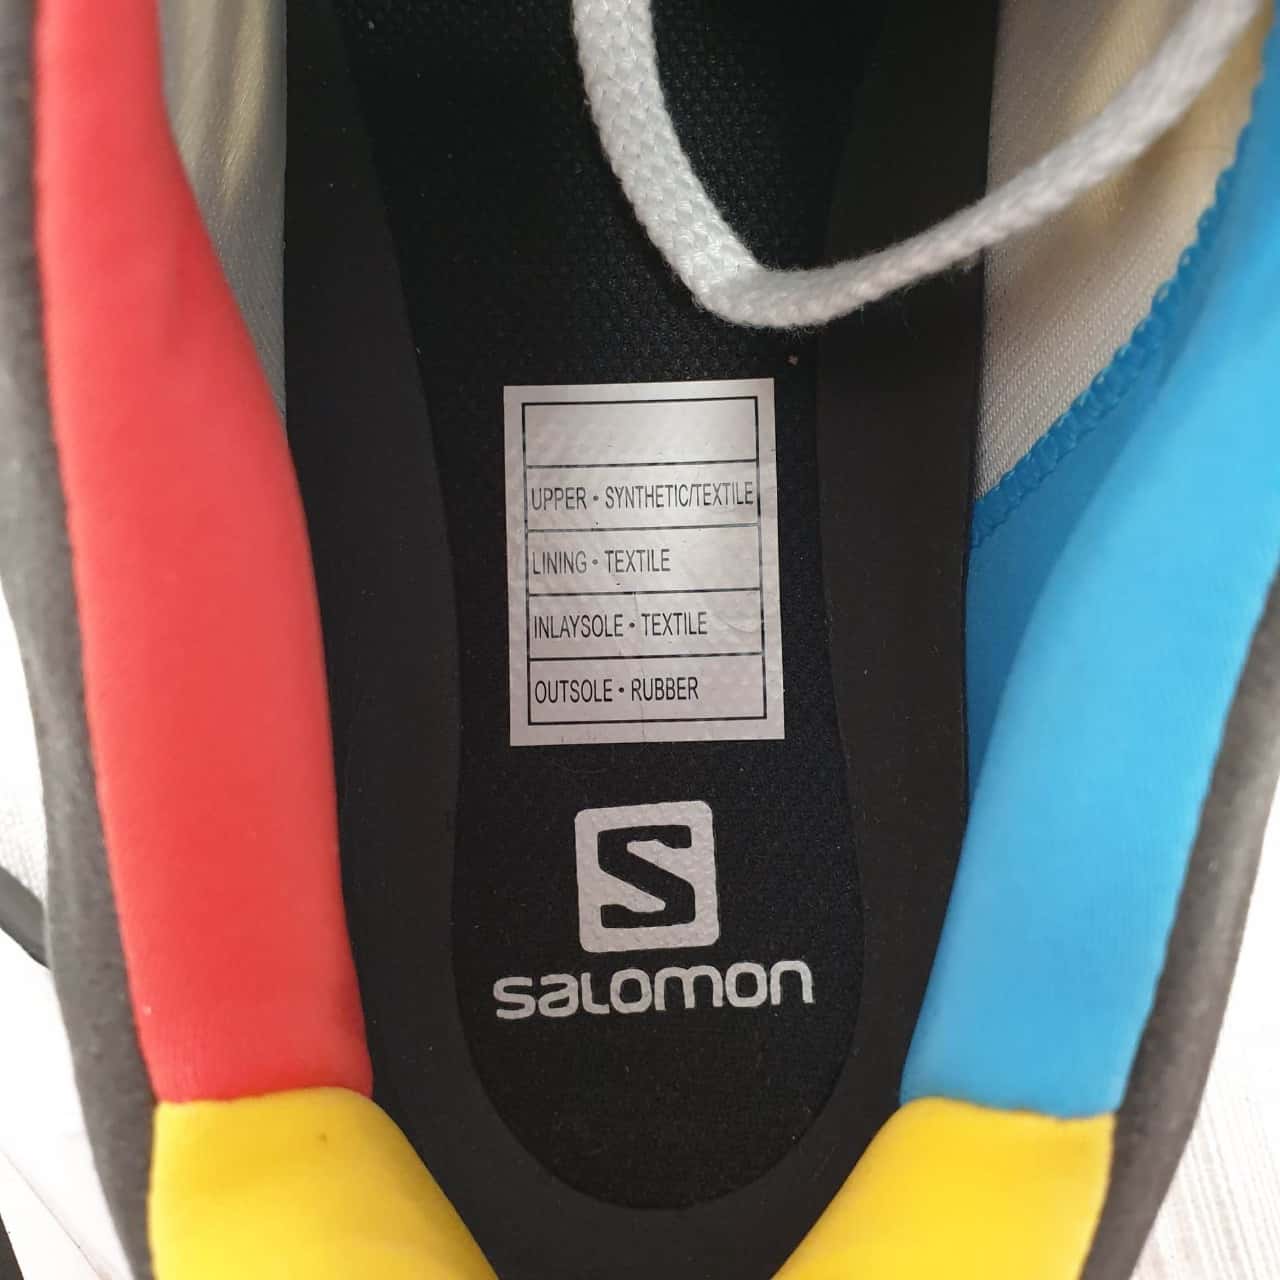 UPPER • SYNTHETIC/TEXTILE
LINING • TEXTILE
INLAYSOLE • TEXTILE
OUTSOLE • RUBBER
S
SALOMON